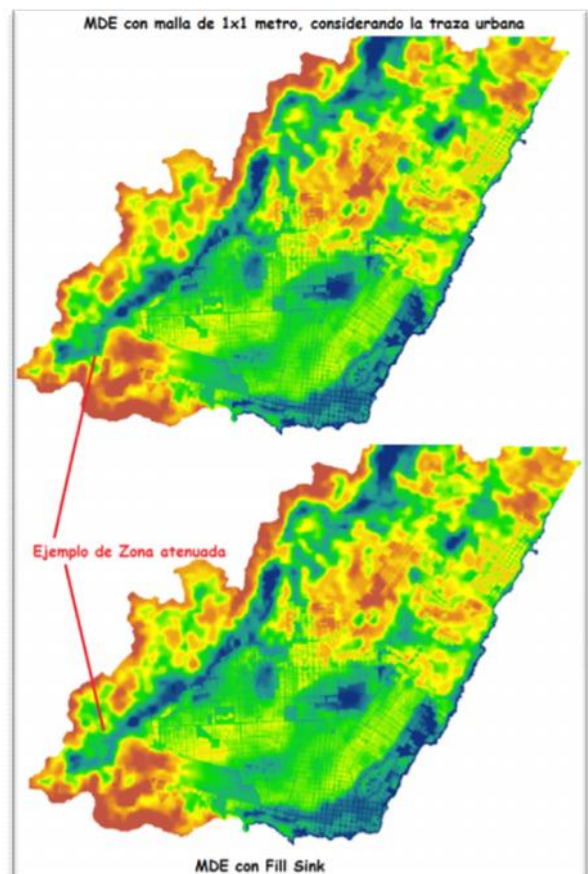 MDE con malla de 1x1 metro, considerando la traza urbana
Ejemplo de Zona atenuada
MDE con Fill Sink